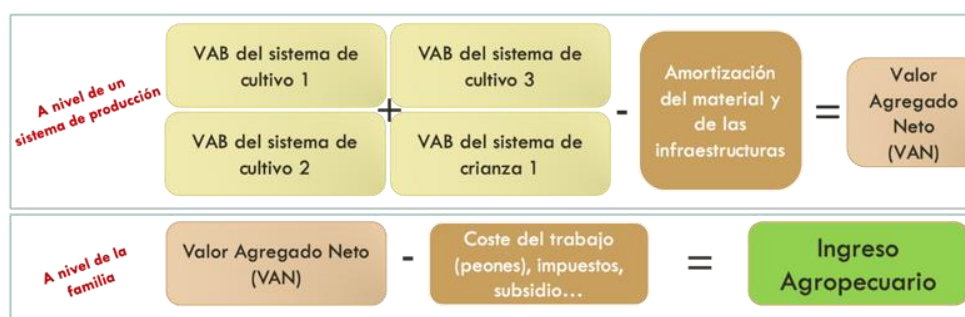 A nivel de un
sistema de producción
VAB del sistema de
cultivo 1
VAB del sistema de
cultivo 3
+
VAB del sistema de
cultivo 2
VAB del sistema de
crianza 1
-
Amortización
del material y
de las
infraestructuras
=
Valor
Agregado
Neto
(VAN)
A nivel de la
familia
Valor Agregado Neto
(VAN)
-
Coste del trabajo
(peones), impuestos,
subsidio...
=
Ingreso
Agropecuario